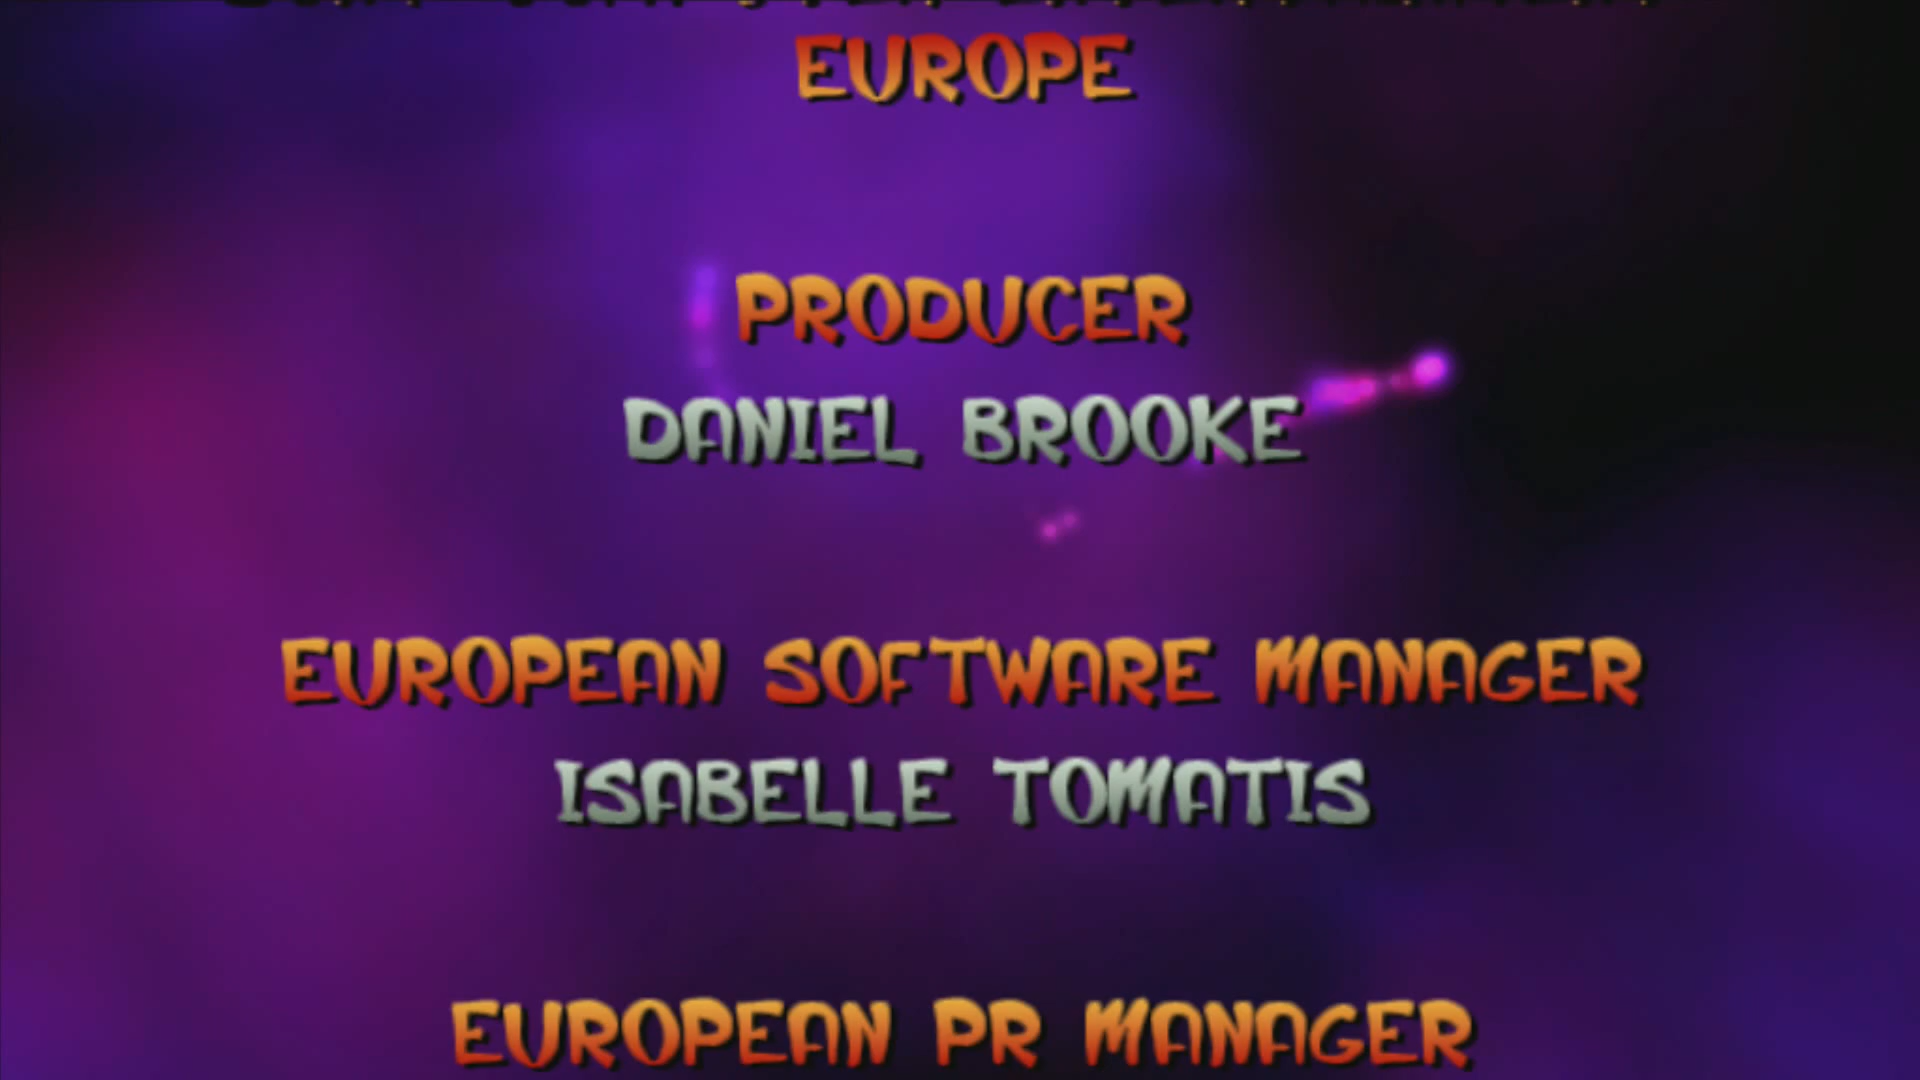 EUROPE
PRODUCER
DANIEL BROOKE
EUROPEAN SOFTWARE MANAGER
ISABELLE TOMATIS
EUROPEAN PR MANAGER